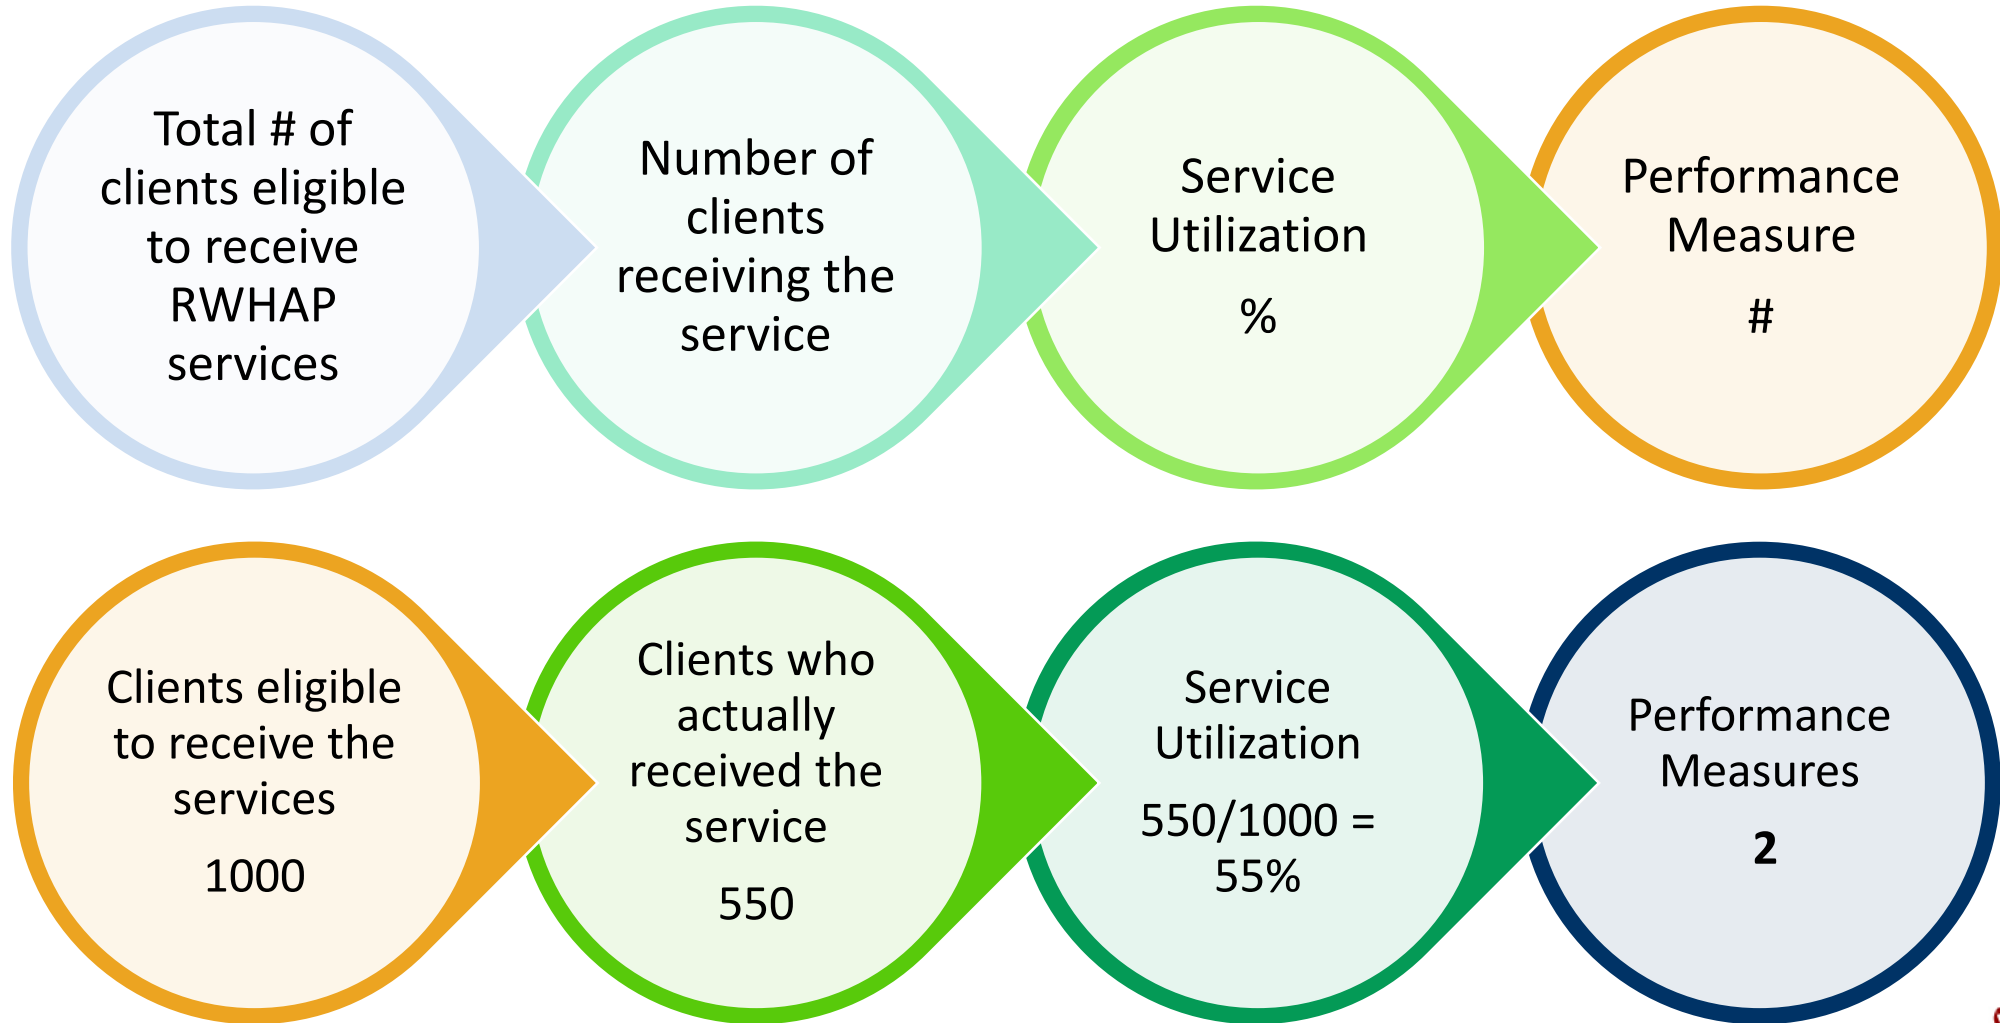 Total # of
clients eligible
to receive
RWHAP
services
Number of
clients
receiving the
service
Service
Utilization
%
Performance
Measure
#
Clients eligible
to receive the
services
1000
Clients who
actually
received the
service
550
Service
Utilization
550/1000 =
55%
Performance
Measures
2